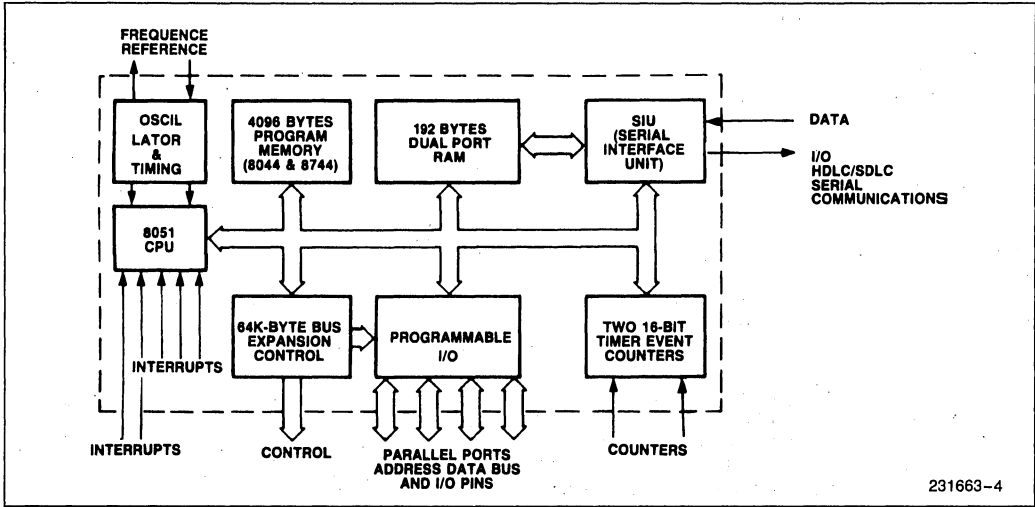 FREQUENCE
REFERENCE
OSCIL
LATOR
&
TIMING
4096 BYTES
PROGRAM
MEMORY
(8044 & 8744)
192 BYTES
DUAL PORT
RAM
SIU
(SERIAL
INTERFACE
UNIT)
DATA
I/O
HDLC/SDLC
SERIAL
COMMUNICATIONS
8051
CPU
64K-BYTE BUS
EXPANSION
CONTROL
PROGRAMMABLE
I/O
TWO 16-BIT
TIMER EVENT
COUNTERS
INTERRUPTS
INTERRUPTS
CONTROL
PARALLEL PORTS
ADDRESS DATA BUS
AND I/O PINS
COUNTERS
231663-4